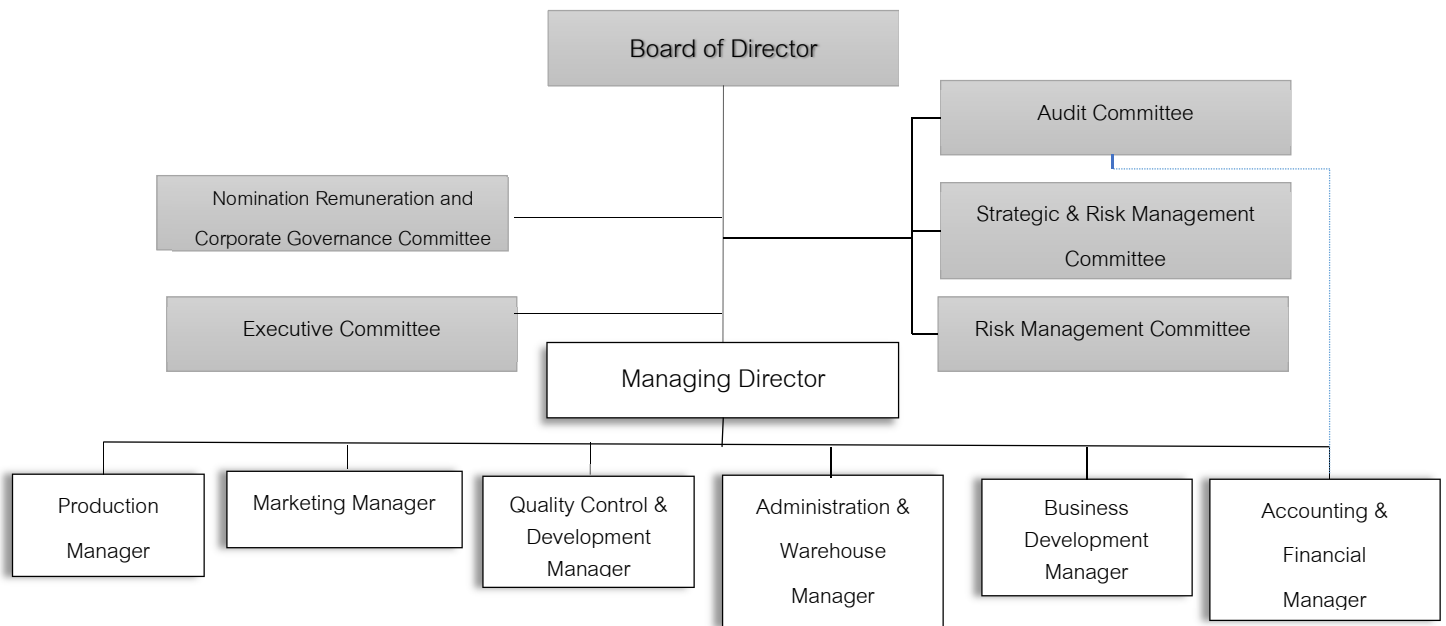 Board of Director
Audit Committee
Nomination Remuneration and
Corporate Governance Committee
Strategic & Risk Management
Committee
Executive Committee
Risk Management Committee
Managing Director
Production
Manager
Marketing Manager
Quality Control &
Development
Manager
Administration &
Warehouse
Manager
Business
Development
Manager
Accounting &
Financial
Manager